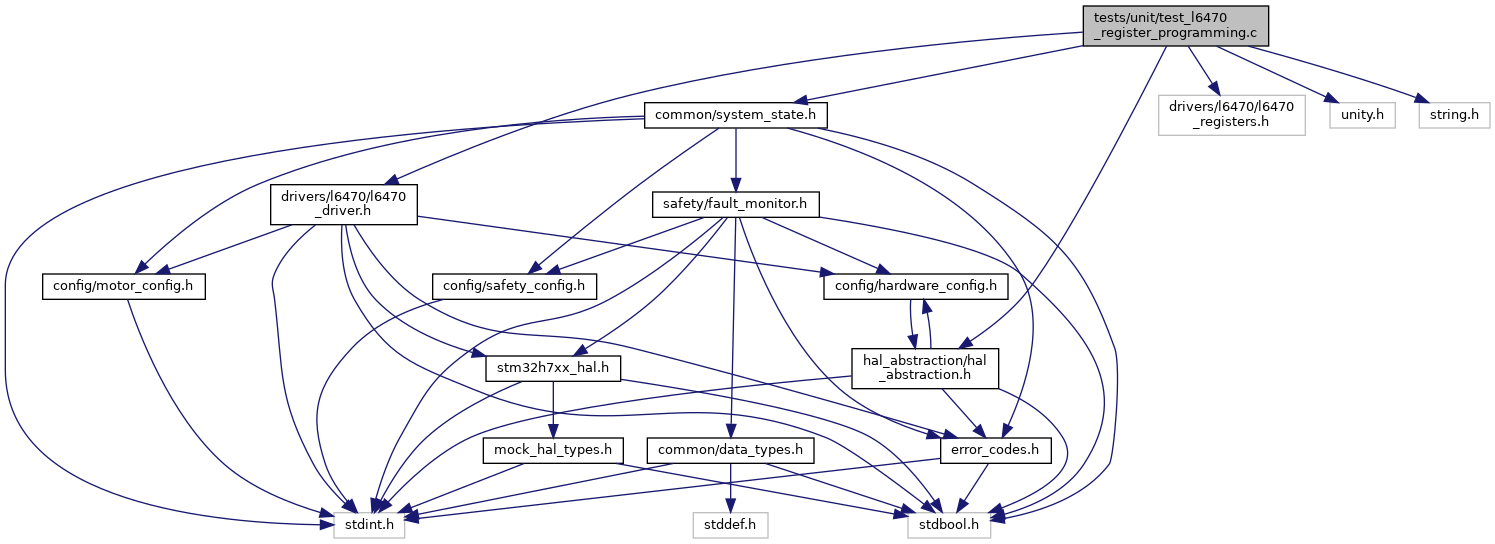 tests/unit/test_l6470
_register_programming.c
common/system_state.h
drivers/l6470/l6470
_registers.h
unity.h
string.h
drivers/l6470/l6470
_driver.h
safety/fault_monitor.h
config/motor_config.h
config/safety_config.h
config/hardware_config.h
stm32h7xx_hal.h
hal_abstraction/hal
_abstraction.h
mock_hal_types.h
common/data_types.h
error_codes.h
stdint.h
stddef.h
stdbool.h